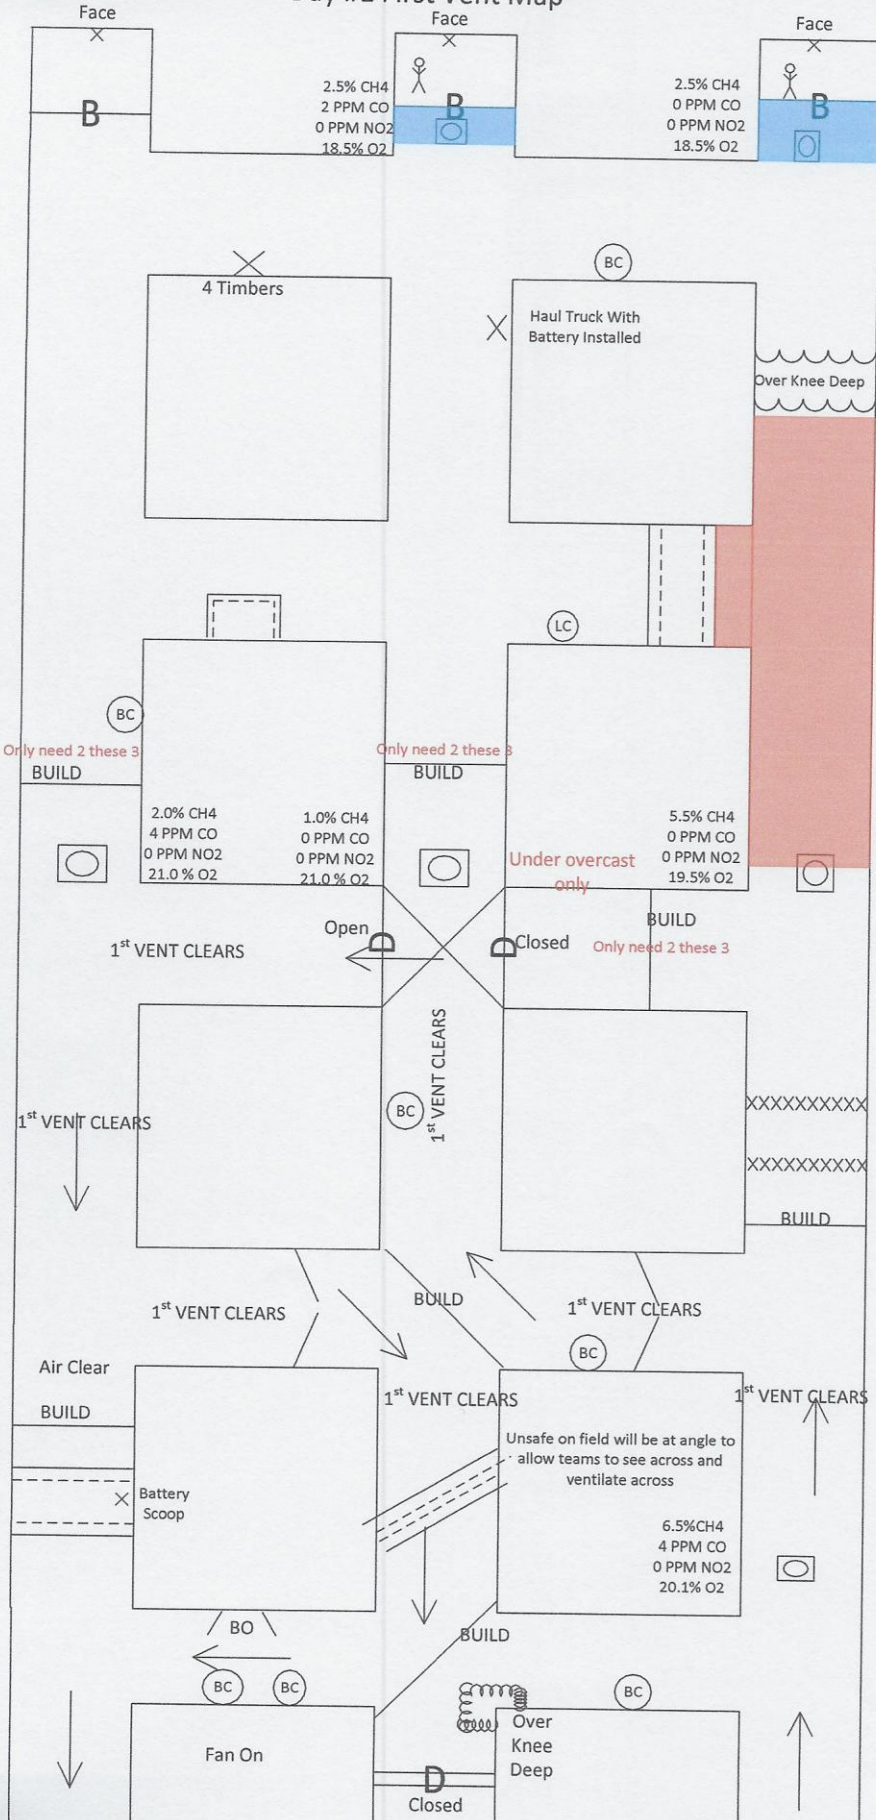 Day #2 First Vent Map
Face
Face
Face
B
2.5% CH4
2 PPM CO
0 PPM NO2
18.5% O2
B
2.5% CH4
0 PPM CO
0 PPM NO2
18.5% O2
B
4 Timbers
BC
Haul Truck With
Battery Installed
Over Knee Deep
LC
BC
Only need 2 these 3
BUILD
Only need 2 these 3
BUILD
2.0% CH4
4 PPM CO
0 PPM NO2
21.0 % O2
1.0% CH4
0 PPM CO
0 PPM NO2
21.0 % O2
5.5% CH4
0 PPM CO
0 PPM NO2
19.5% O2
Under overcast
only
BUILD
Only need 2 these 3
Open
D
D
Closed
1st VENT CLEARS
1st VENT CLEARS
BC
1st VENT CLEARS
XXXXXXXXXX
XXXXXXXXXX
BUILD
1st VENT CLEARS
BUILD
1st VENT CLEARS
BC
Air Clear
BUILD
1st VENT CLEARS
1st VENT CLEARS
Unsafe on field will be at angle to
allow teams to see across and
ventilate across
Battery
Scoop
6.5%CH4
4 PPM CO
0 PPM NO2
20.1% O2
BO
BUILD
BC
BC
BC
Fan On
Over
Knee
Deep
D
Closed